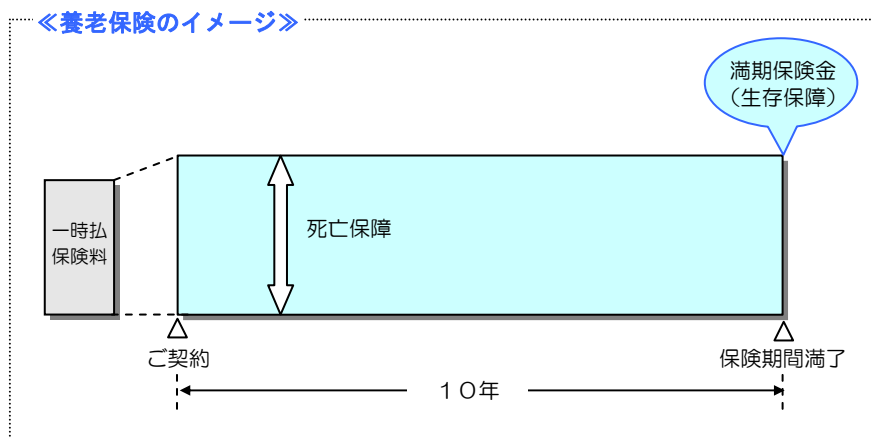 ≪養老保険のイメージ≫
満期保険金
（生存保障）
一時払
保険料
死亡保障
ご契約
保険期間満了
１０年